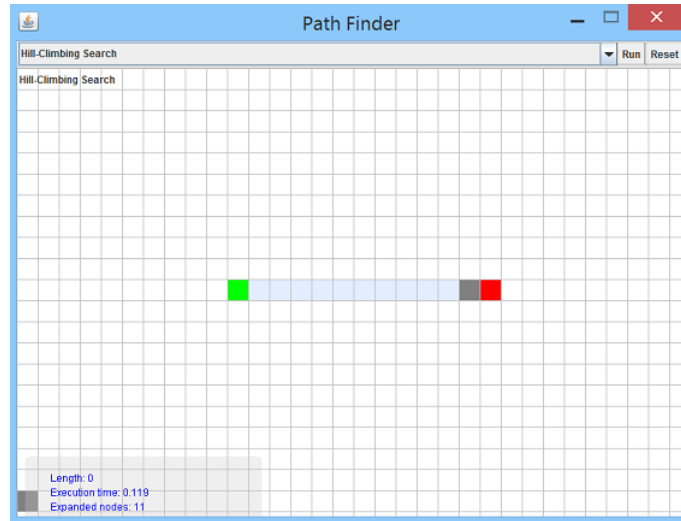 Path Finder
Hill-Climbing Search
Run Reset
Hill-Climbing Search
Length: 0
Execution time: 0.119
Expanded nodes: 11